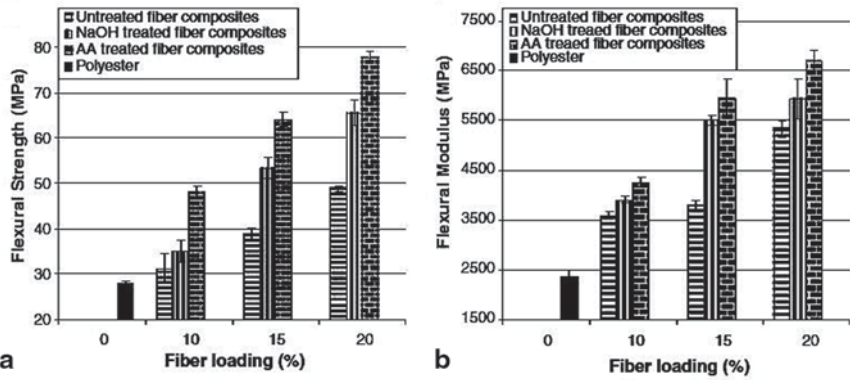 Untreated fiber composites
NaOH treated fiber composites
AA treated fiber composites
Polyester
Flexural Strength (MPa)
80
70
60
50
40
30
20
0 10 15 20
Fiber loading (%)
a
Untreated fiber composites
NaOH treaed fiber composites
AA treaed fiber composites
Polyester
Flexural Modulus (MPa)
7500
6500
5500
4500
3500
2500
1500
0 10 15 20
Fiber loading (%)
b